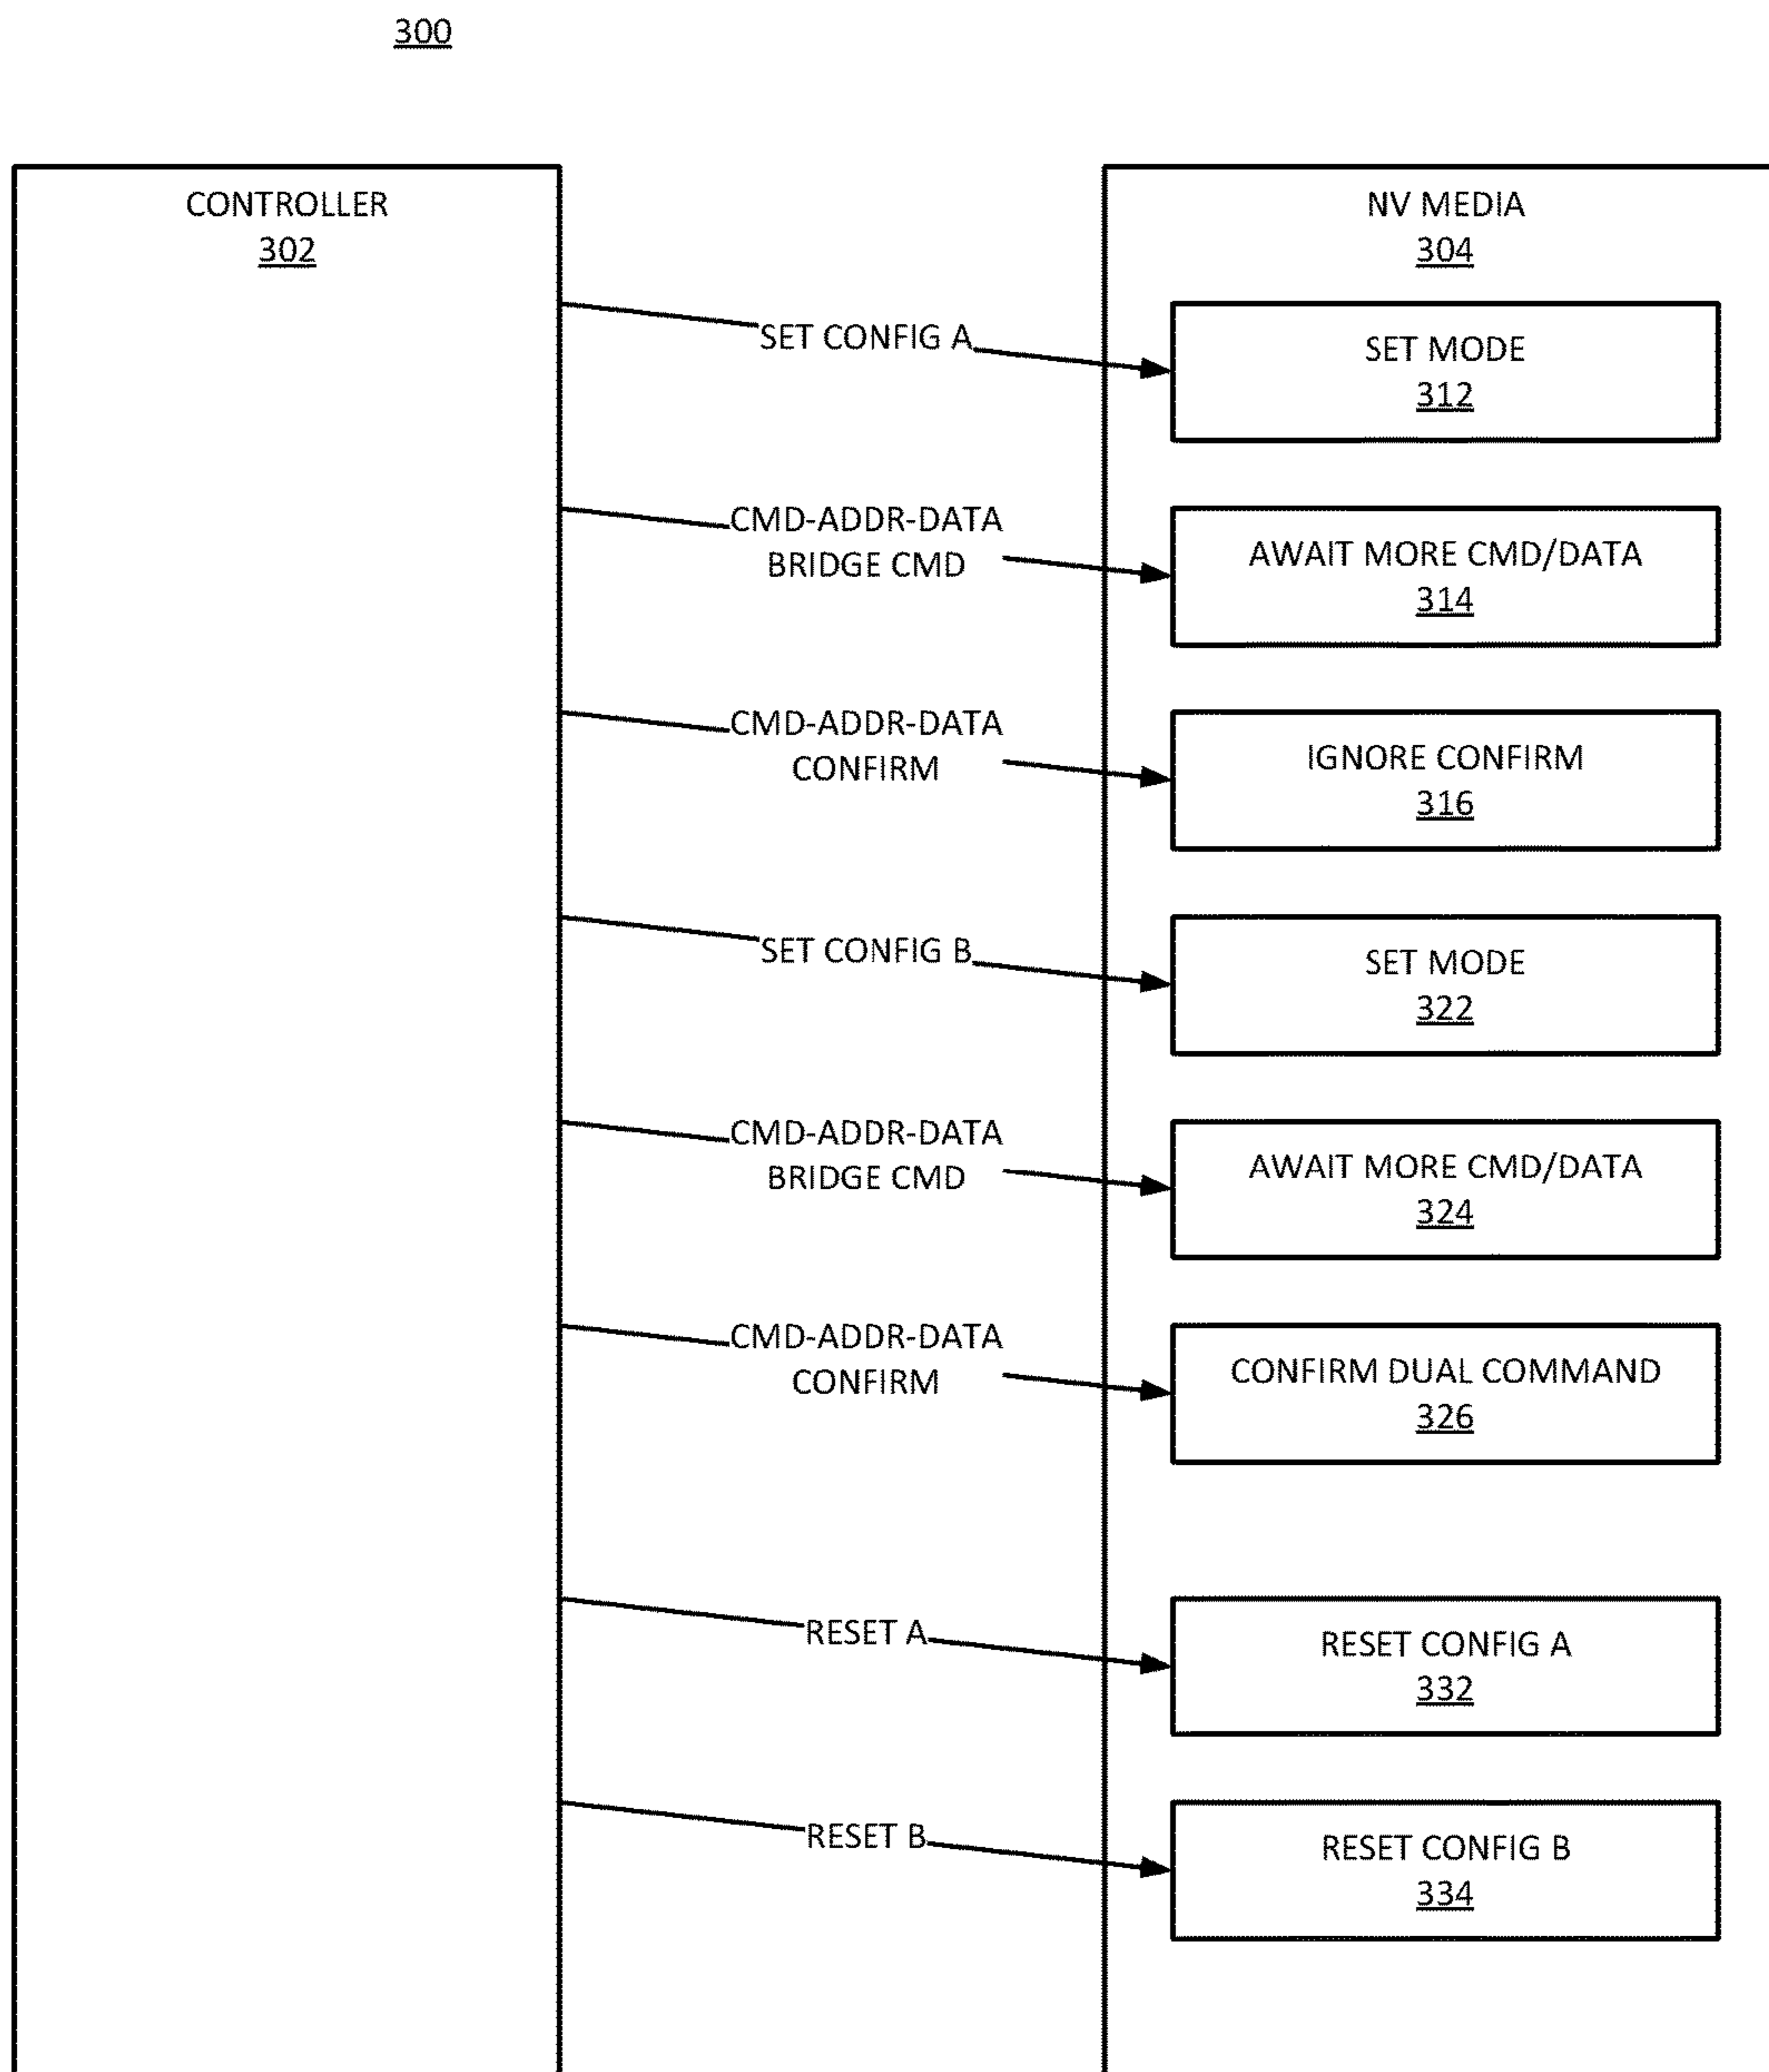 300
CONTROLLER
302
NV MEDIA
304
SET CONFIG A
SET MODE
312
CMD-ADDR-DATA
BRIDGE CMD
AWAIT MORE CMD/DATA
314
CMD-ADDR-DATA
CONFIRM
IGNORE CONFIRM
316
SET CONFIG B
SET MODE
322
CMD-ADDR-DATA
BRIDGE CMD
AWAIT MORE CMD/DATA
324
CMD-ADDR-DATA
CONFIRM
CONFIRM DUAL COMMAND
326
RESET A
RESET CONFIG A
332
RESET B
RESET CONFIG B
334